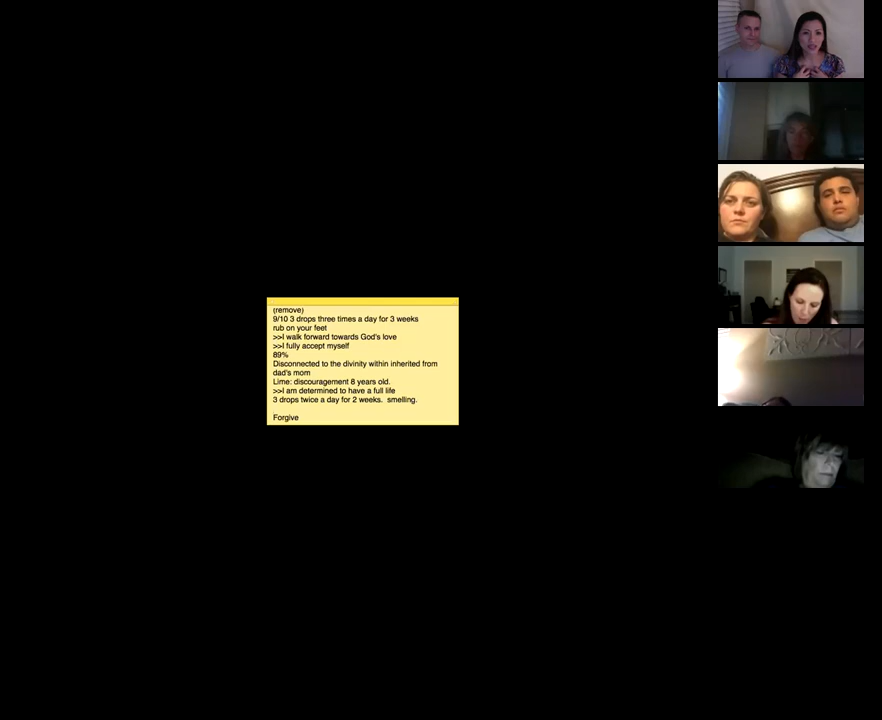 (remove)
9/10 3 drops three times a day for 3 weeks
rub on your feet
>>I walk forward towards God's love
>>I fully accept myself
89%
Disconnected to the divinity within inherited from
dad's mom
Lime: discouragement 8 years old.
>>I am determined to have a full life
3 drops twice a day for 2 weeks.  smelling.
Forgive